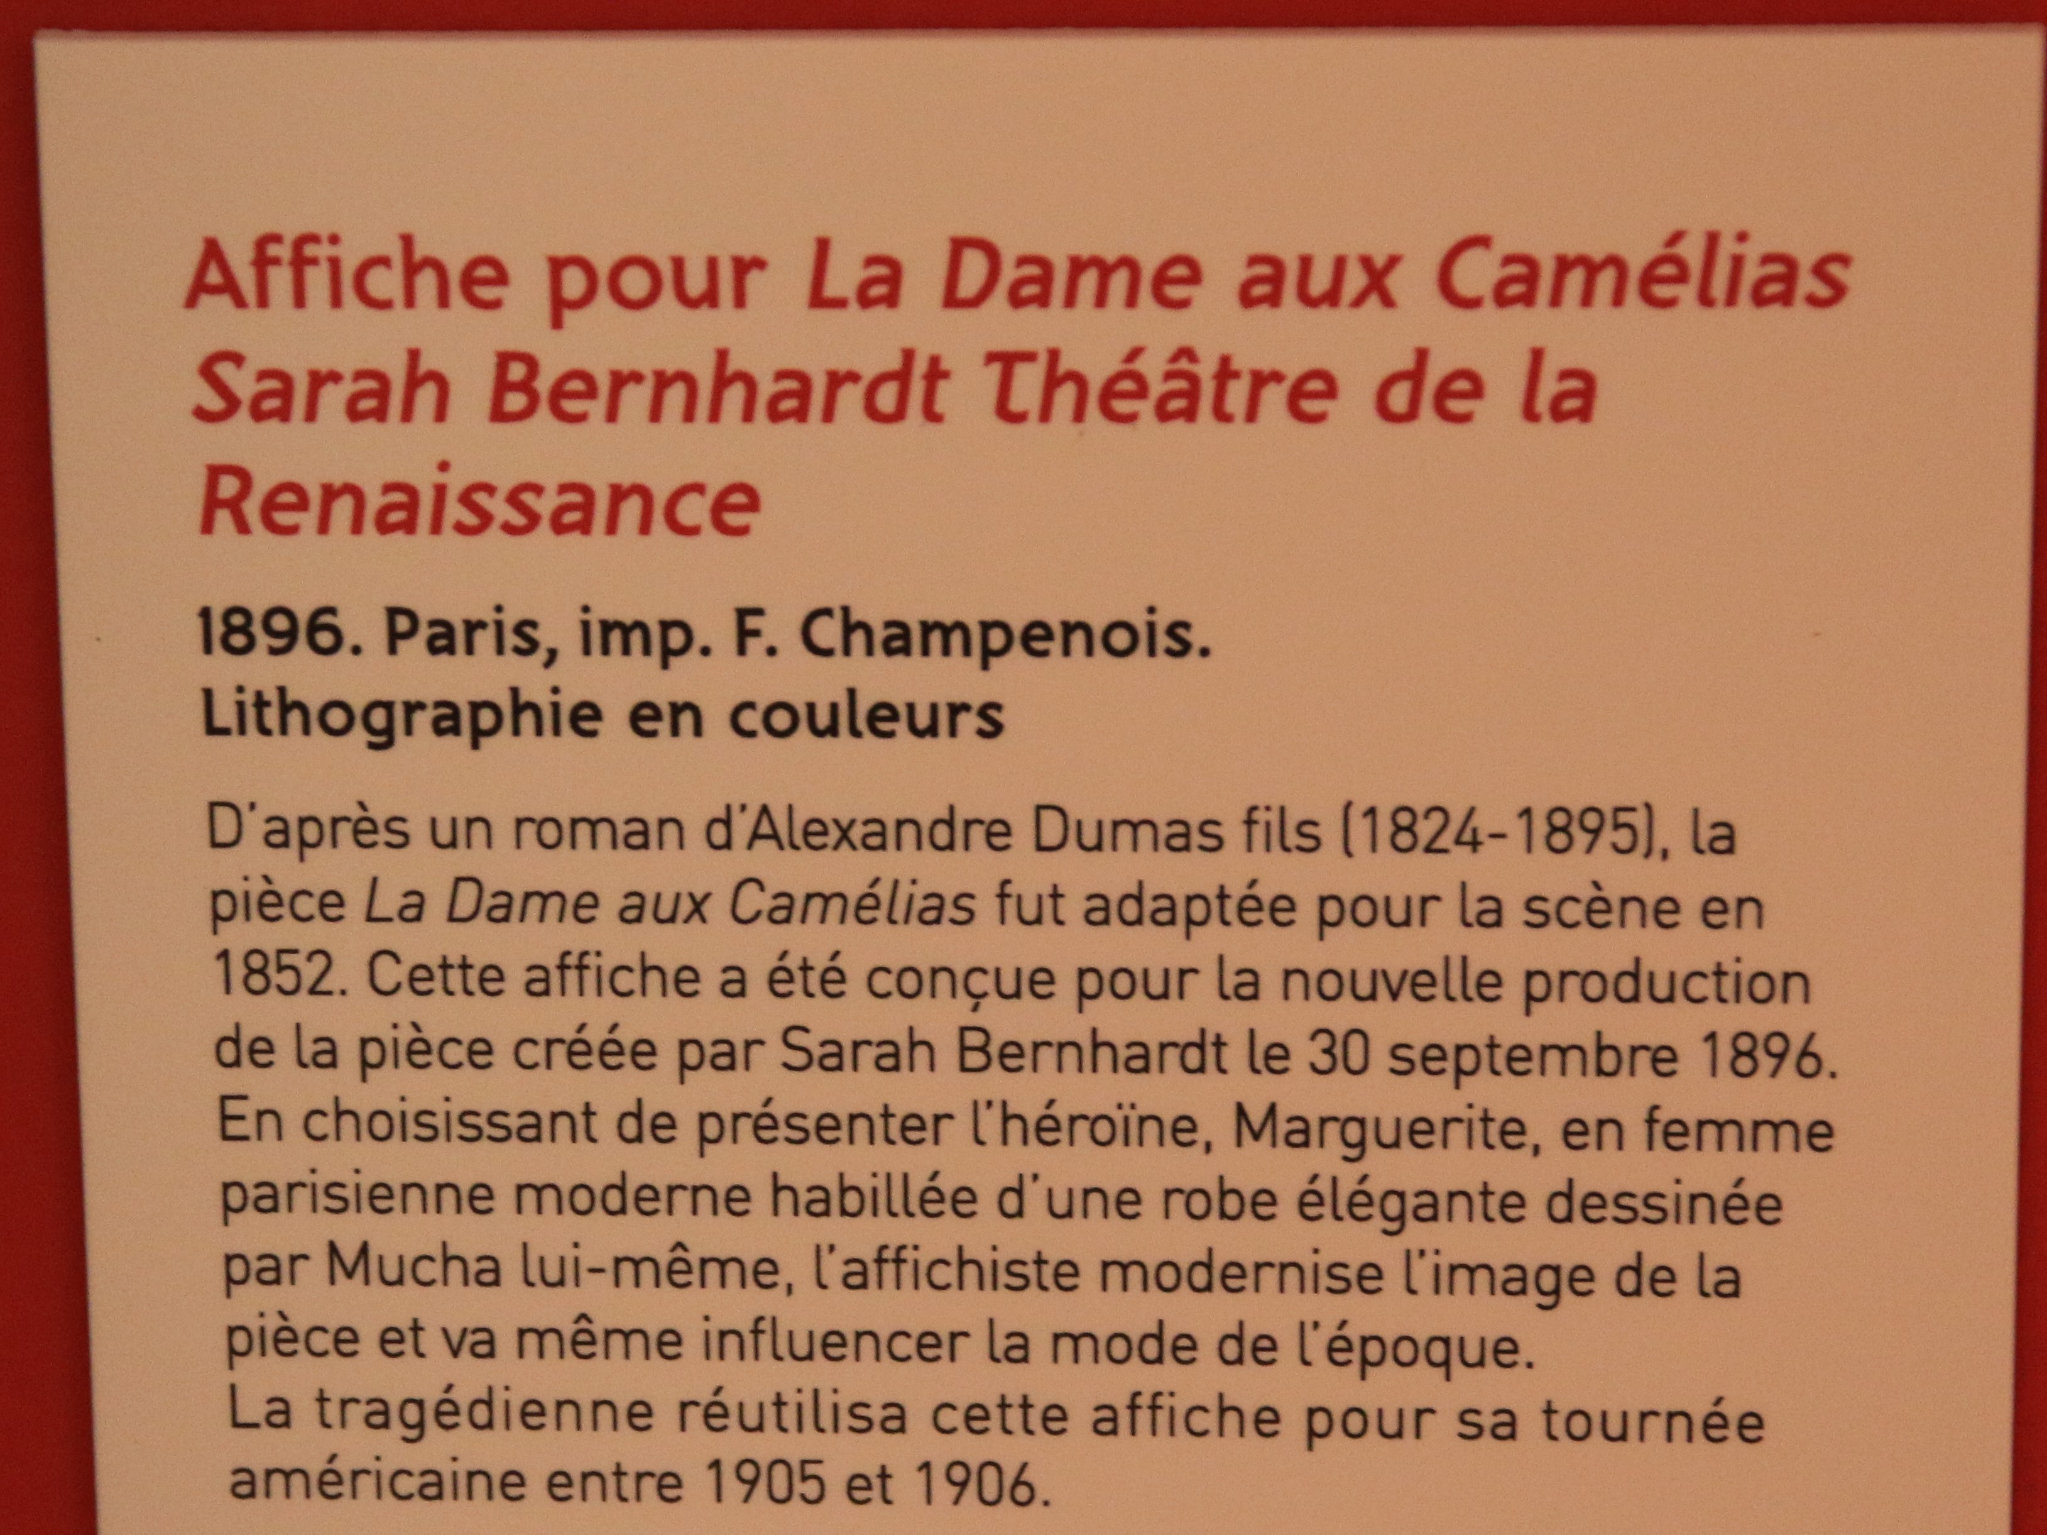 Affiche pour La Dame aux Camélias
Sarah Bernhardt Théâtre de la
Renaissance
1896. Paris, imp. F. Champenois.
Lithographie en couleurs
D'après un roman d'Alexandre Dumas fils (1824-1895), la
pièce La Dame aux Camélias fut adaptée pour la scène en
1852. Cette affiche a été conçue pour la nouvelle production
de la pièce créée par Sarah Bernhardt le 30 septembre 1896.
En choisissant de présenter l'héroïne, Marguerite, en femme
parisienne moderne habillée d'une robe élégante dessinée
par Mucha lui-même, l'affichiste modernise l'image de la
pièce et va même influencer la mode de l'époque.
La tragédienne réutilisa cette affiche pour sa tournée
américaine entre 1905 et 1906.